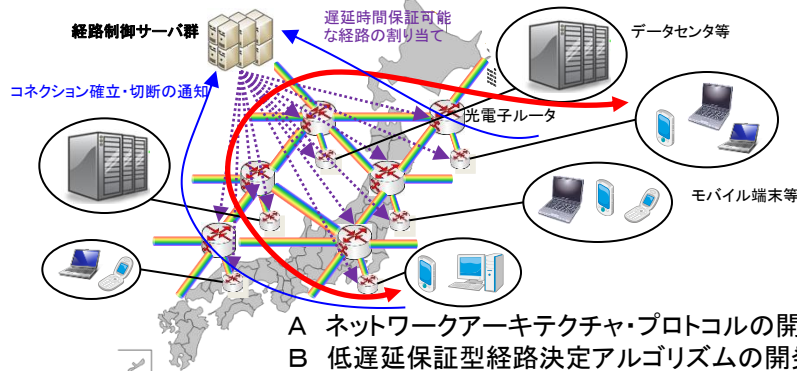 経路制御サーバ群
遅延時間保証可能
な経路の割り当て
データセンタ等
コネクション確立・切断の通知
光電子ルータ
モバイル端末等
A ネットワークアーキテクチャ・プロトコルの開
B 低遅延保証型経路決定アルゴリズムの開